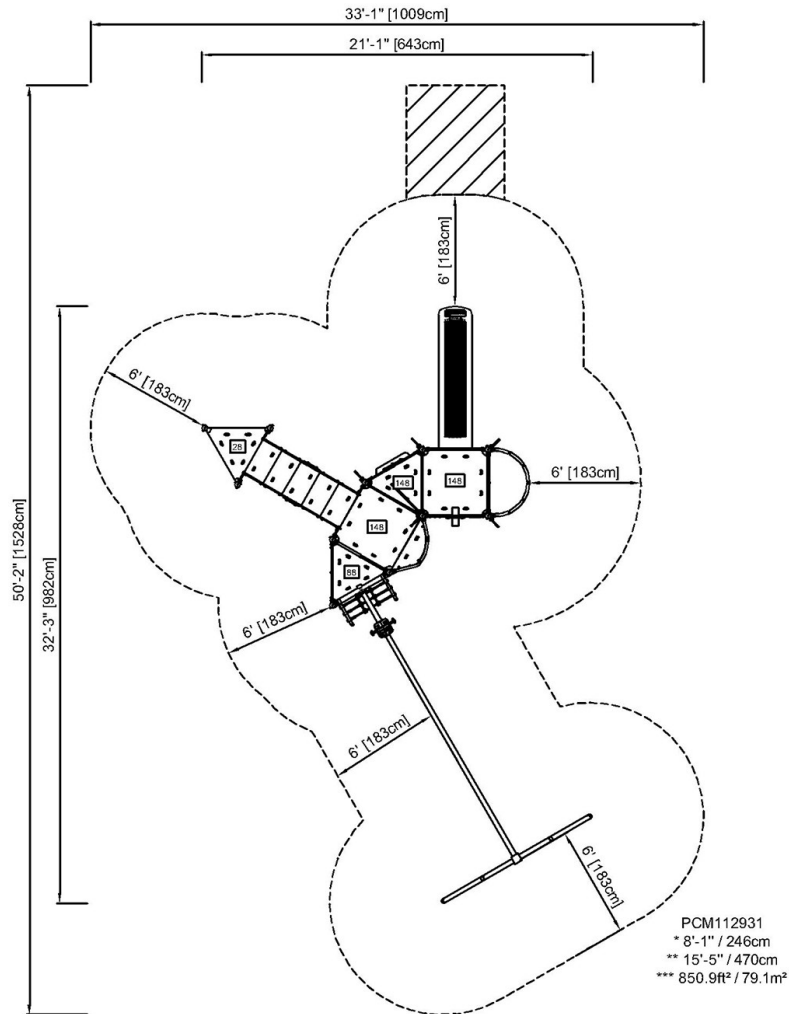 33'-1" [1009cm]
21'-1" [643cm]
6' [183cm]
6' [183cm]
28
148
148
6' [183cm]
148
88
50'-2" [1528cm]
32'-3" [982cm]
6' [183cm]
6' [183cm]
6' [183cm]
PCM112931
* 8'-1" / 246cm
** 15'-5" / 470cm
*** 850.9ft² / 79.1m²